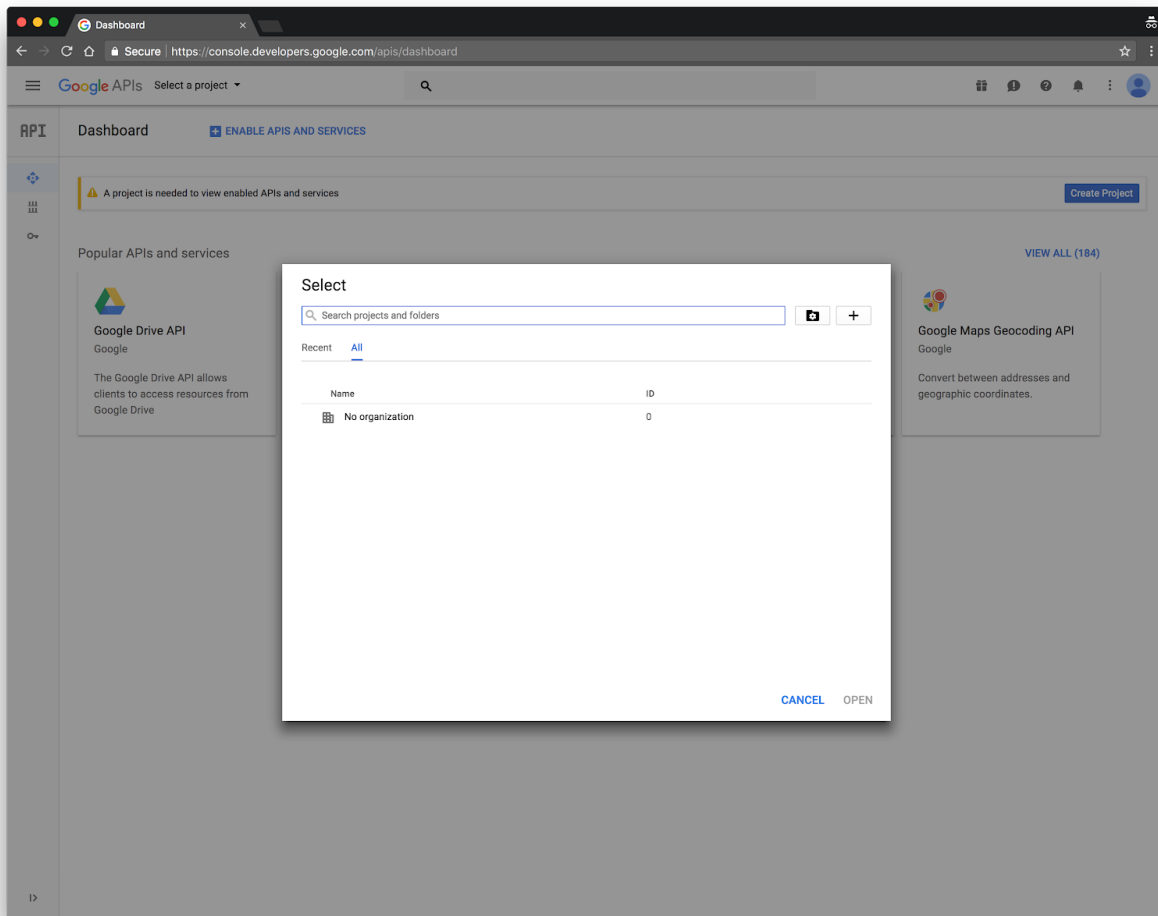 Dashboard
Secure https://console.developers.google.com/apis/dashboard
Google APIs Select a project
API Dashboard ENABLE APIS AND SERVICES
A project is needed to view enabled APIs and services Create Project
Popular APIs and services VIEW ALL (184)
Google Drive API
Google
The Google Drive API allows
clients to access resources from
Google Drive
Select
Search projects and folders
Recent All
Name ID
No organization 0
CANCEL OPEN
Google Maps Geocoding API
Google
Convert between addresses and
geographic coordinates.